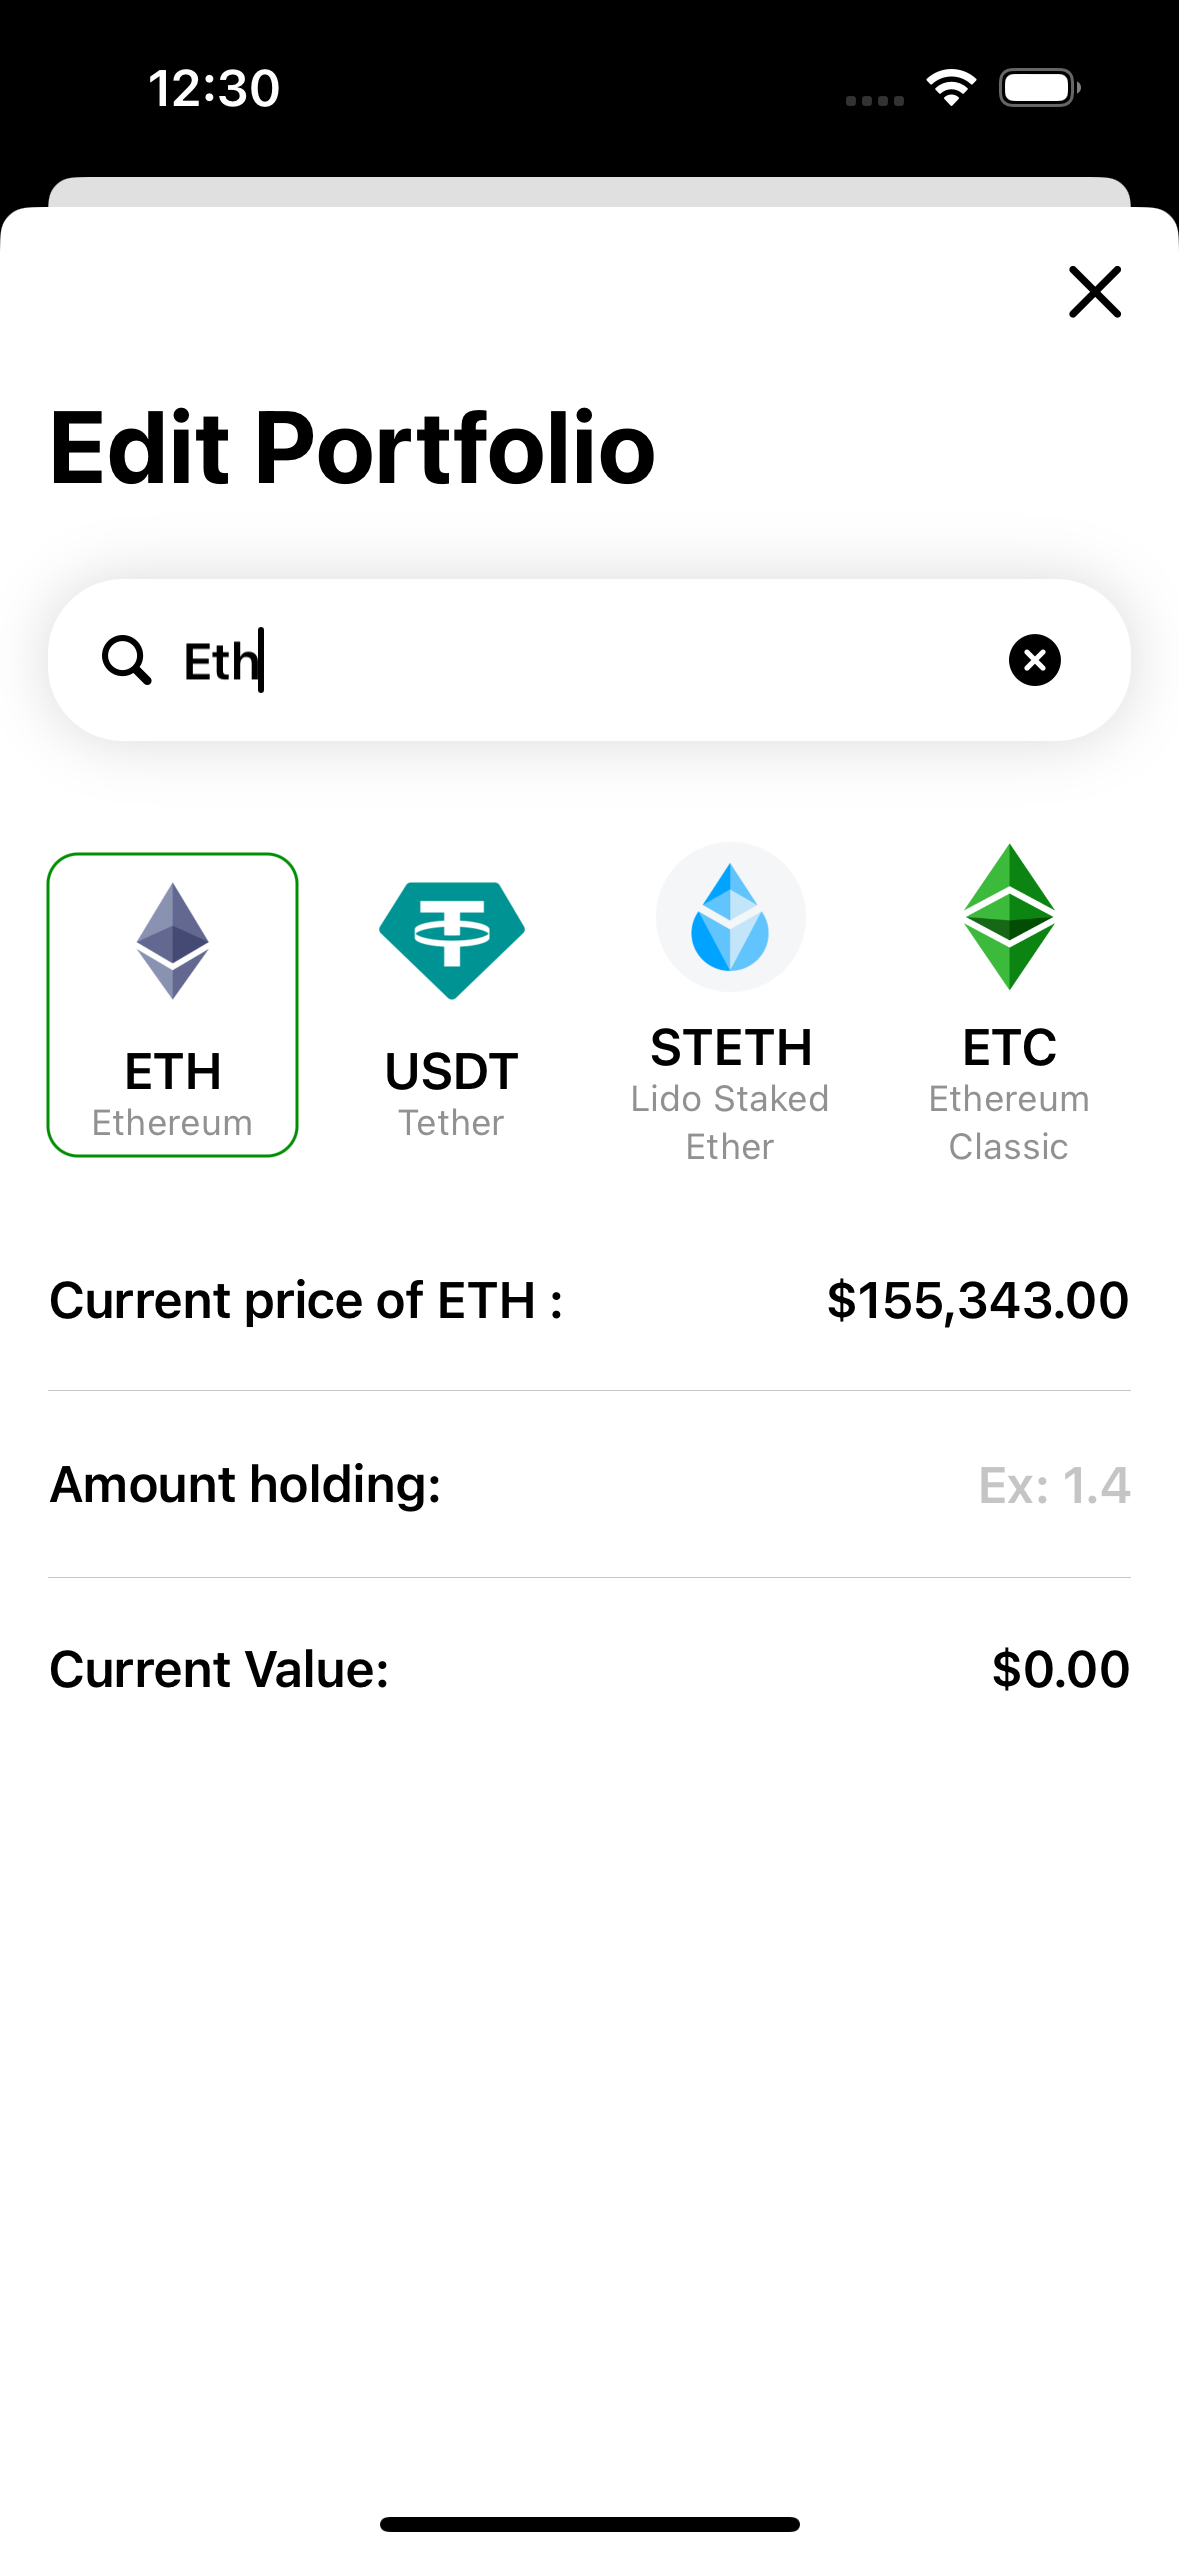 12:30
Edit Portfolio
Eth
ETH
Ethereum
USDT
Tether
STETH
Lido Staked
Ether
ETC
Ethereum
Classic
Current price of ETH : $155,343.00
Amount holding: Ex: 1.4
Current Value: $0.00